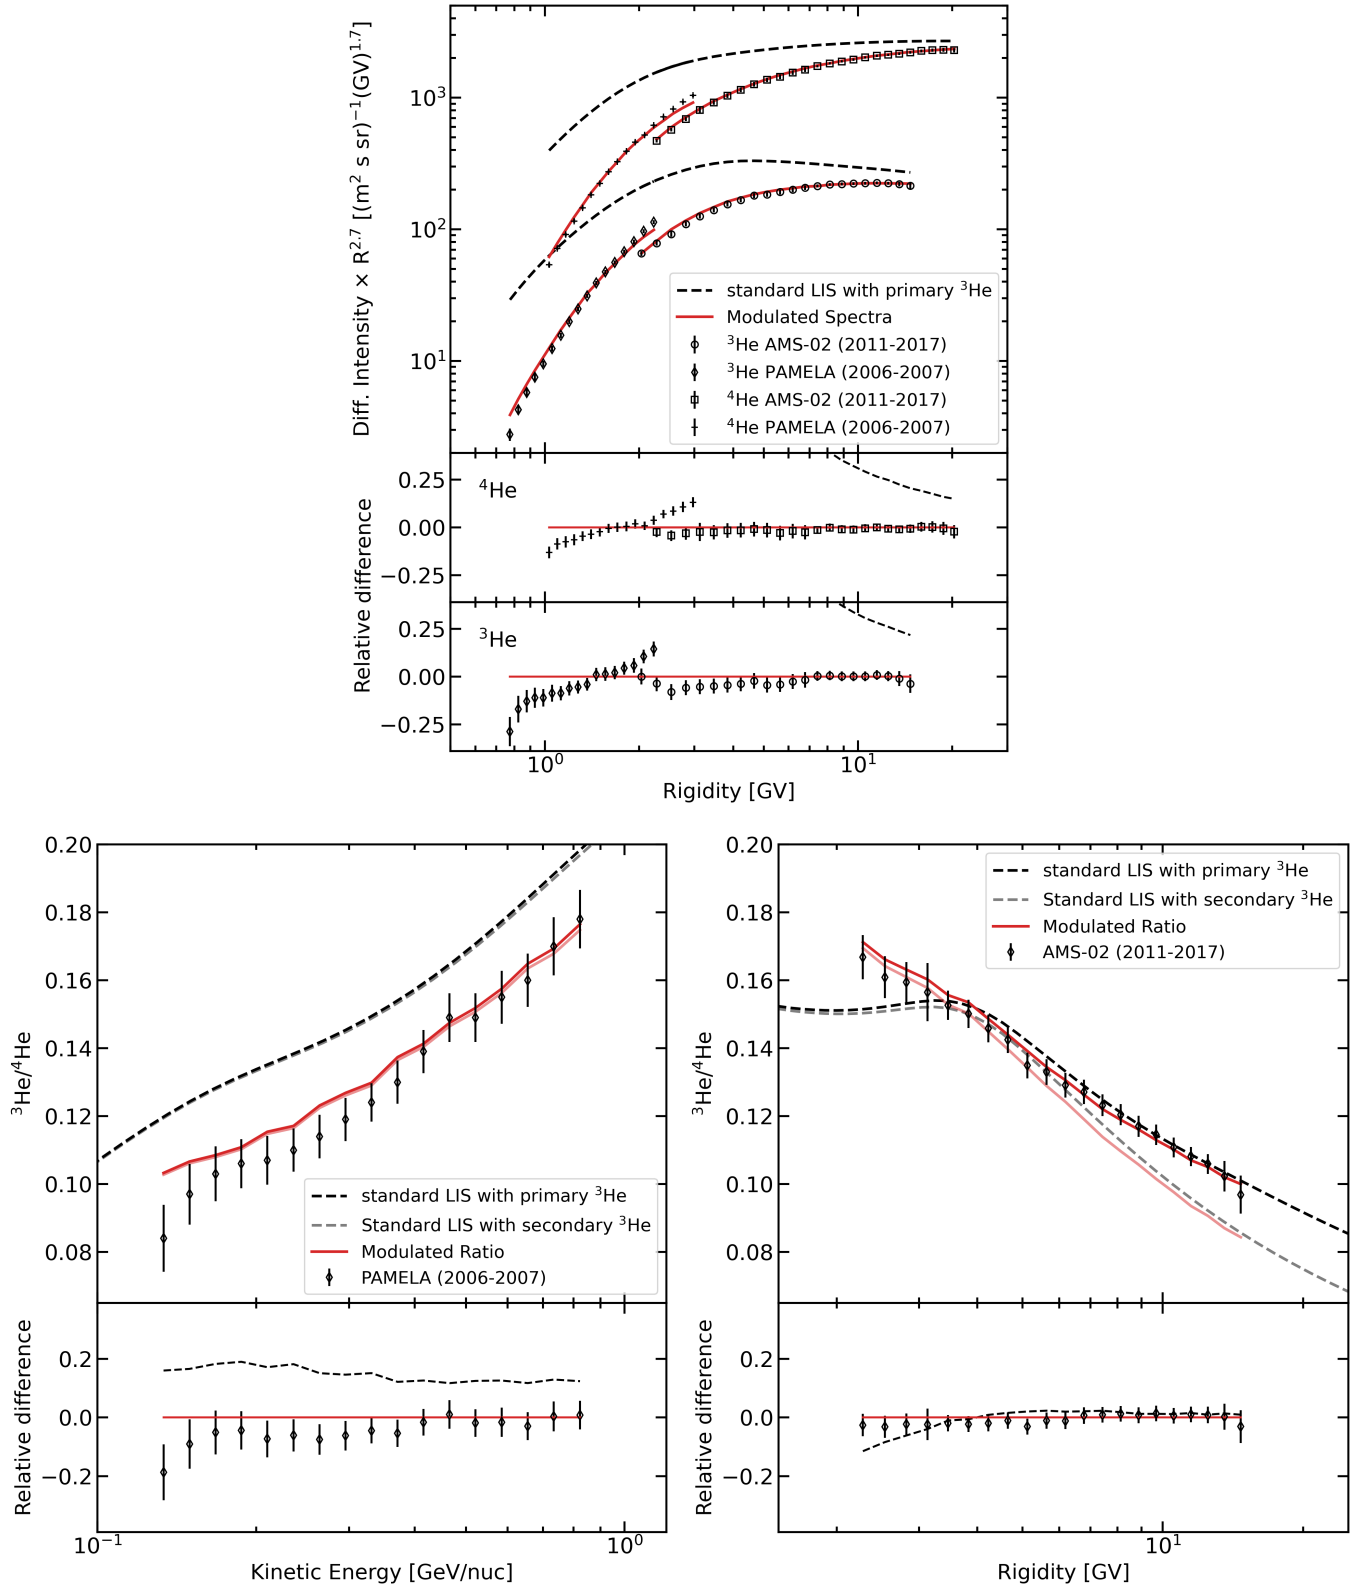 Diff. Intensity × R^2.7 [(m^2 s sr)^−1(GV)^1.7]
10^3
10^2
10^1
standard LIS with primary ^3He
Modulated Spectra
^3He AMS-02 (2011-2017)
^3He PAMELA (2006-2007)
^4He AMS-02 (2011-2017)
^4He PAMELA (2006-2007)
Relative difference
0.25
0.00
−0.25
^4He
0.25
0.00
−0.25
^3He
10^0
10^1
Rigidity [GV]
^3He/^4He
0.20
0.18
0.16
0.14
0.12
0.10
0.08
standard LIS with primary ^3He
Standard LIS with secondary ^3He
Modulated Ratio
PAMELA (2006-2007)
Relative difference
0.2
0.0
−0.2
10^−1
10^0
Kinetic Energy [GeV/nuc]
^3He/^4He
0.20
0.18
0.16
0.14
0.12
0.10
0.08
standard LIS with primary ^3He
Standard LIS with secondary ^3He
Modulated Ratio
AMS-02 (2011-2017)
Relative difference
0.2
0.0
−0.2
10^1
Rigidity [GV]